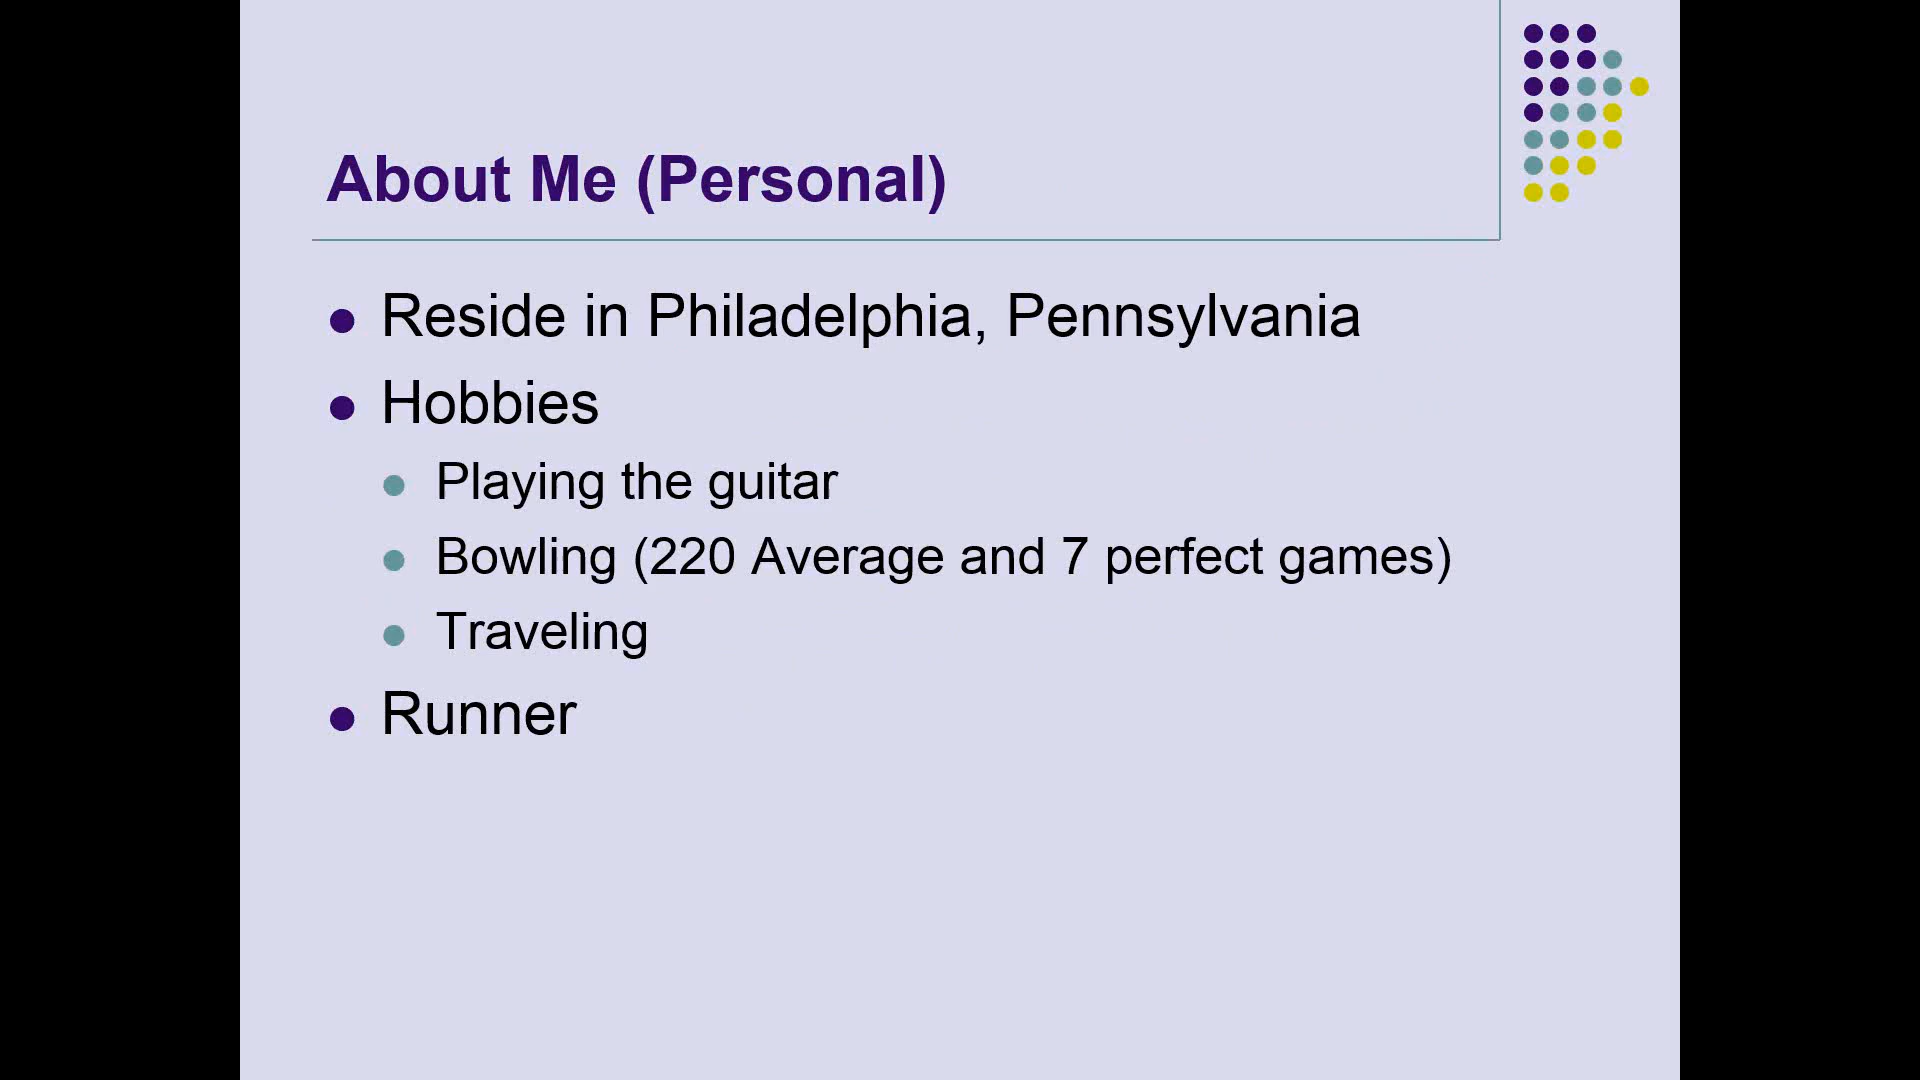 About Me (Personal)
Reside in Philadelphia, Pennsylvania
Hobbies
Playing the guitar
Bowling (220 Average and 7 perfect games)
Traveling
Runner